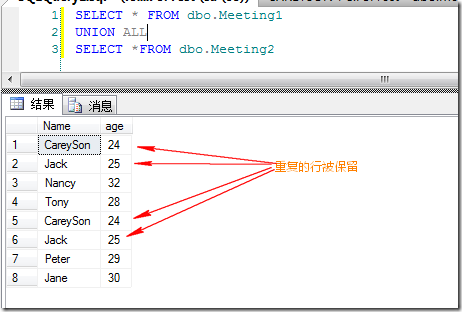 1 SELECT * FROM dbo.Meeting1
2 UNION ALL
3 SELECT *FROM dbo.Meeting2
结果 消息
Name age
1 CareySon 24
2 Jack 25
重复的行被保留
3 Nancy 32
4 Tony 28
5 CareySon 24
6 Jack 25
7 Peter 29
8 Jane 30